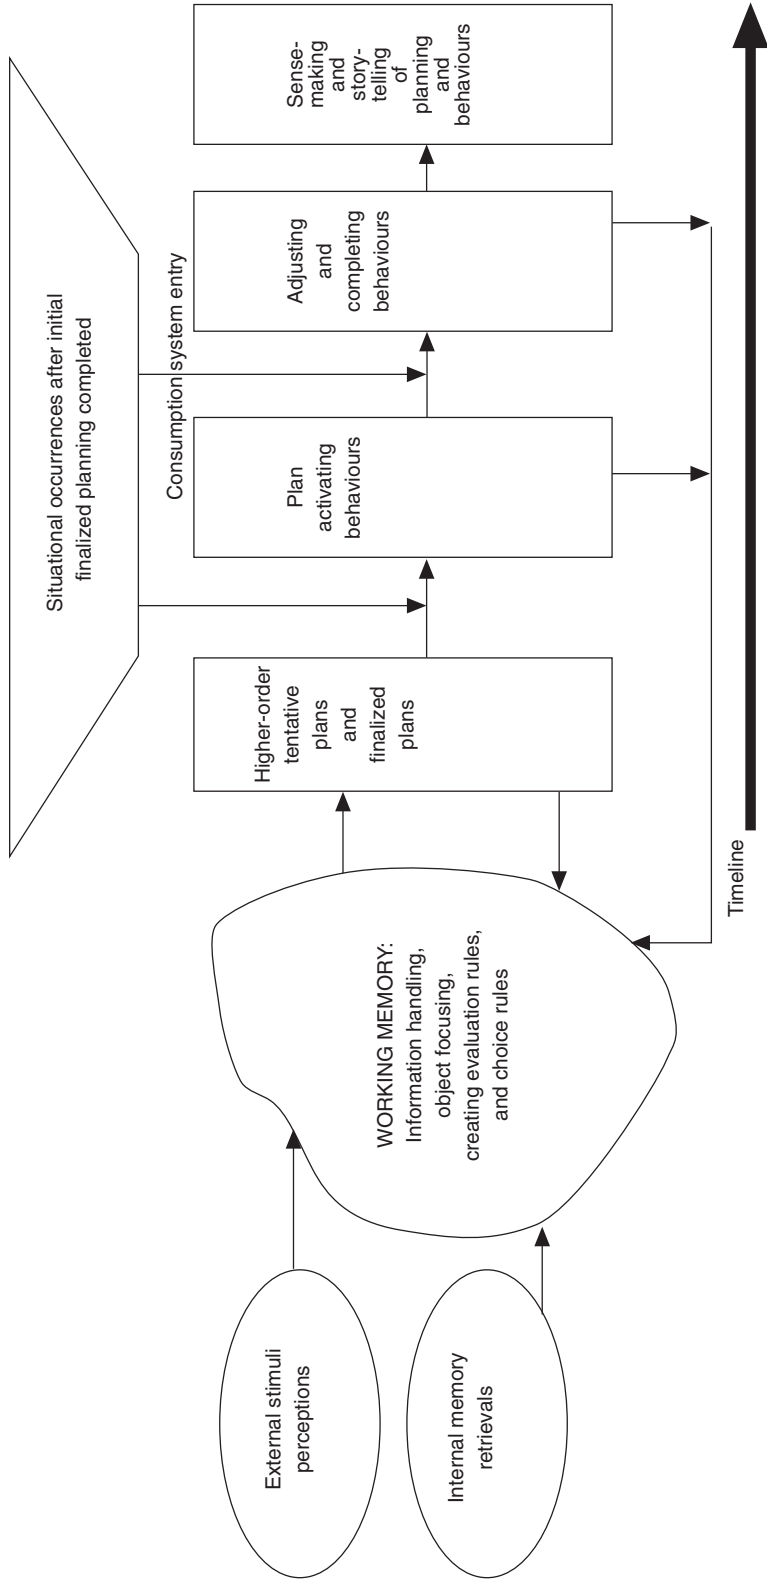 Situational occurrences after initial
finalized planning completed
Consumption system entry
External stimuli
perceptions
Internal memory
retrievals
WORKING MEMORY:
Information handling,
object focusing,
creating evaluation rules,
and choice rules
Higher-order
tentative
plans
and
finalized
plans
Plan
activating
behaviours
Adjusting
and
completing
behaviours
Sense-
making
and
story-
telling
of
planning
and
behaviours
Timeline